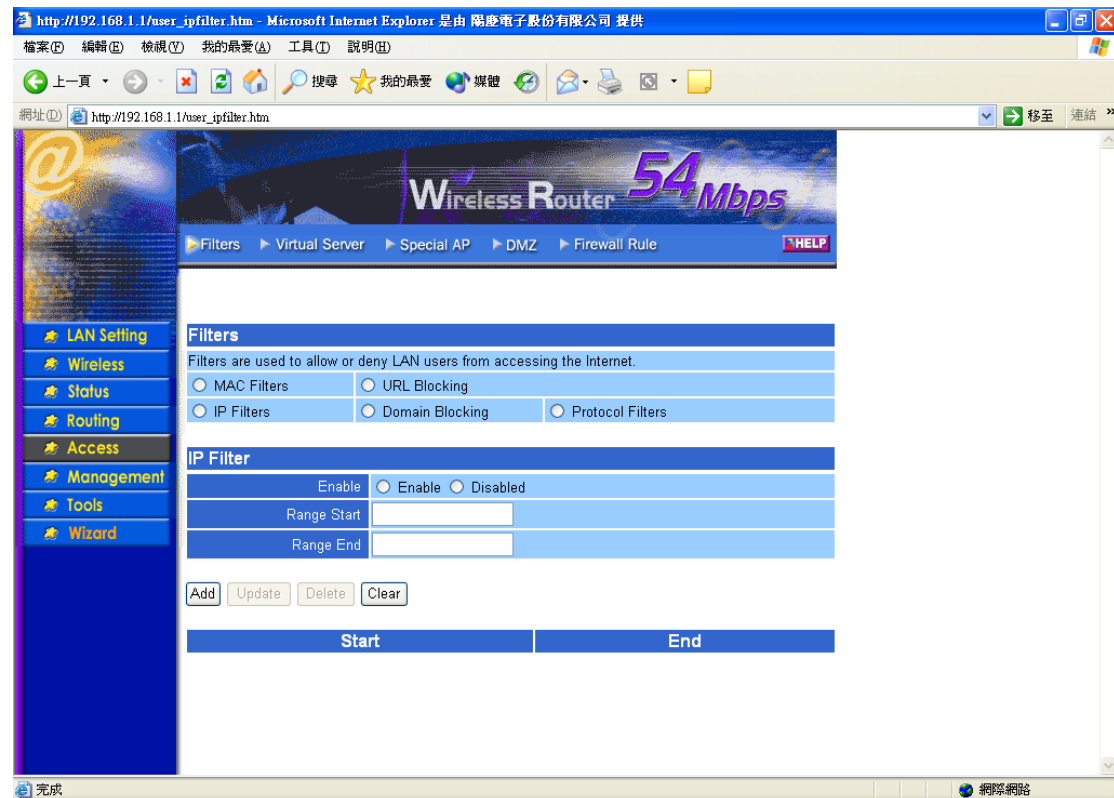 http://192.168.1.1/user_ipfilter.htm - Microsoft Internet Explorer 是由 陽慶電子股份有限公司 提供
檔案(F) 編輯(E) 檢視(V) 我的最愛(A) 工具(T) 說明(H)
上一頁 搜尋 我的最愛 媒體
網址(D) http://192.168.1.1/user_ipfilter.htm 移至 連結 »
@
Wireless Router 54Mbps
Filters Virtual Server Special AP DMZ Firewall Rule HELP
LAN Setting
Wireless
Status
Routing
Access
Management
Tools
Wizard
Filters
Filters are used to allow or deny LAN users from accessing the Internet.
MAC Filters URL Blocking
IP Filters Domain Blocking Protocol Filters
IP Filter
Enable Enable Disabled
Range Start
Range End
Add Update Delete Clear
Start End
完成 網際網路